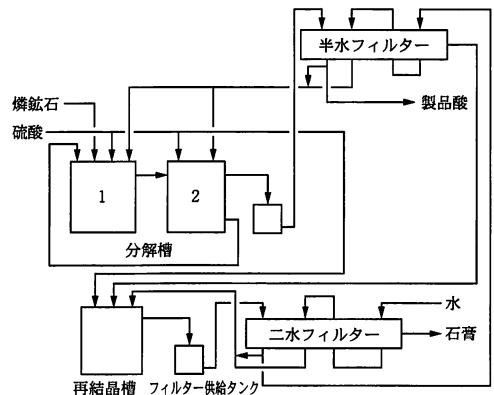 半水フィルター
燐鉱石
製品酸
硫酸
1
2
分解槽
水
二水フィルター
石膏
再結晶槽
フィルター供給タンク